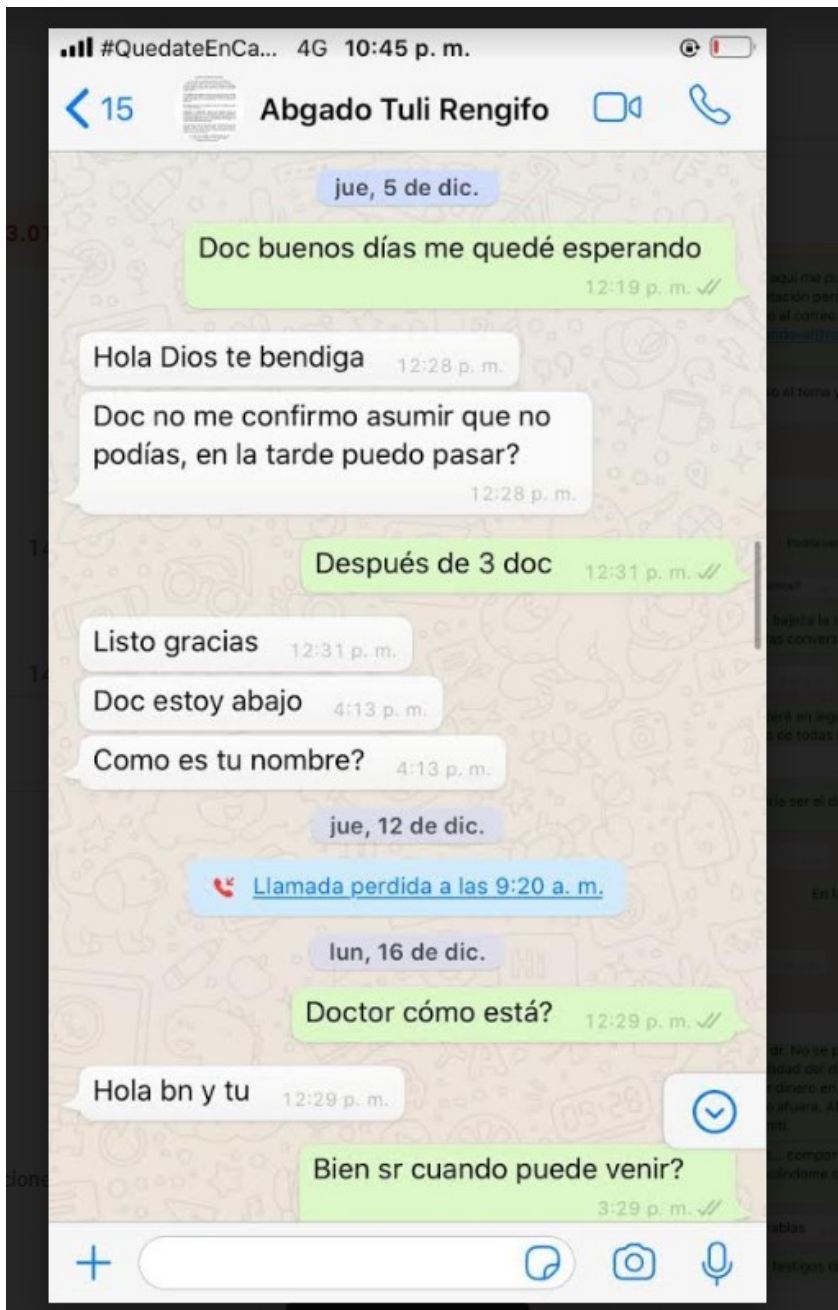 #QuedateEnCa... 4G 10:45 p. m.
15 Abgado Tuli Rengifo
jue, 5 de dic.
Doc buenos días me quedé esperando
12:19 p. m.
Hola Dios te bendiga 12:28 p. m.
Doc no me confirmo asumir que no
podías, en la tarde puedo pasar?
12:28 p. m.
Después de 3 doc 12:31 p. m.
Listo gracias 12:31 p. m.
Doc estoy abajo 4:13 p. m.
Como es tu nombre? 4:13 p. m.
jue, 12 de dic.
Llamada perdida a las 9:20 a. m.
lun, 16 de dic.
Doctor cómo está? 12:29 p. m.
Hola bn y tu 12:29 p. m.
Bien sr cuando puede venir?
3:29 p. m.